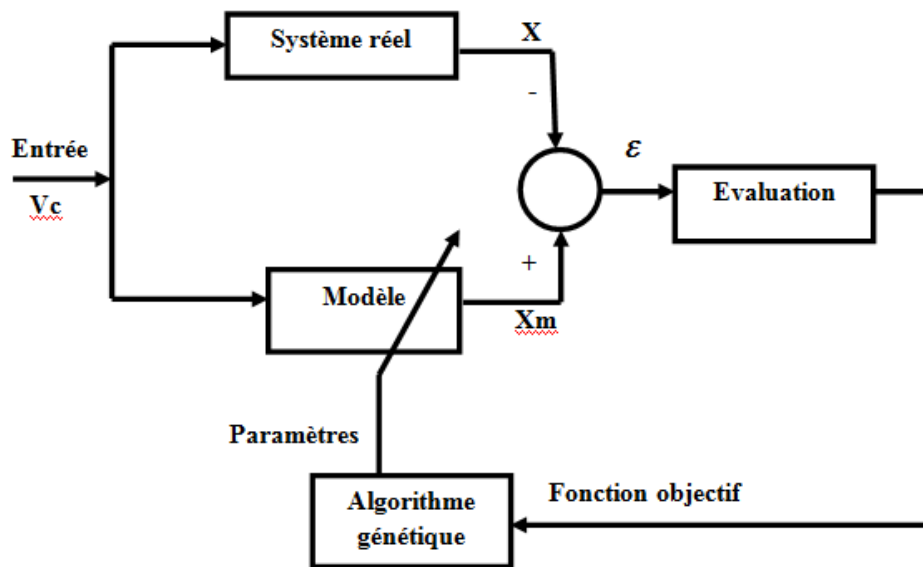 Système réel
X
-
Entrée
Vc
ε
Evaluation
+
Modèle
Xm
Paramètres
Algorithme
génétique
Fonction objectif